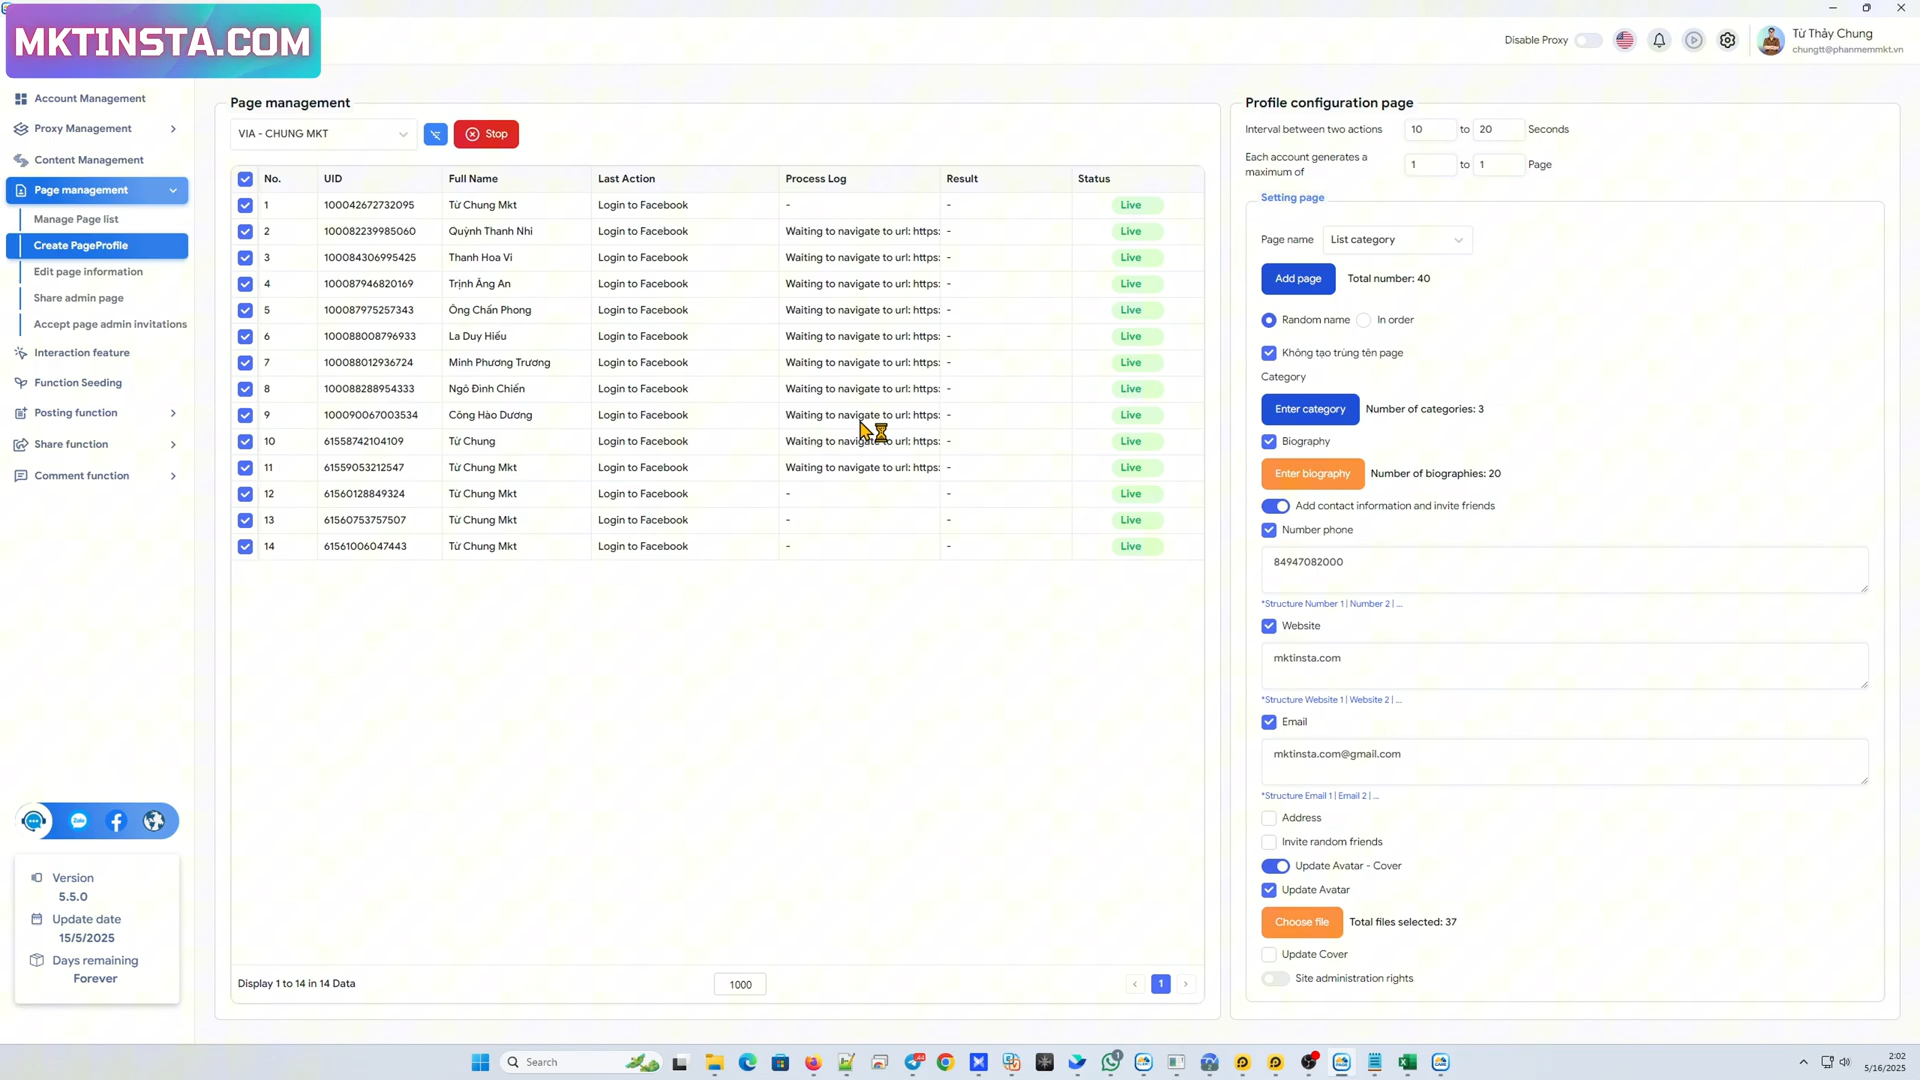 MKTINSTA.COM
Disable Proxy
Từ Thảy Chung
chungtt@phanmemmkt.vn
Account Management
Proxy Management
Content Management
Page management
Manage Page list
Create PageProfile
Edit page information
Share admin page
Accept page admin invitations
Interaction feature
Function Seeding
Posting function
Share function
Comment function
Zalo
Version
5.5.0
Update date
15/5/2025
Days remaining
Forever
Page management
VIA - CHUNG MKT
Stop
No. UID Full Name Last Action Process Log Result Status
1 100042672732095 Từ Chung Mkt Login to Facebook - - Live
2 100082239985060 Quỳnh Thanh Nhi Login to Facebook Waiting to navigate to url: https: - Live
3 100084306995425 Thanh Hoa Vi Login to Facebook Waiting to navigate to url: https: - Live
4 100087946820169 Trịnh Ăng An Login to Facebook Waiting to navigate to url: https: - Live
5 100087975257343 Ông Chấn Phong Login to Facebook Waiting to navigate to url: https: - Live
6 100088008796933 La Duy Hiếu Login to Facebook Waiting to navigate to url: https: - Live
7 100088012936724 Minh Phương Trương Login to Facebook Waiting to navigate to url: https: - Live
8 100088288954333 Ngô Đình Chiến Login to Facebook Waiting to navigate to url: https: - Live
9 100090067003534 Công Hào Dương Login to Facebook Waiting to navigate to url: https: - Live
10 61558742104109 Từ Chung Login to Facebook Waiting to navigate to url: https: - Live
11 61559053212547 Từ Chung Mkt Login to Facebook Waiting to navigate to url: https: - Live
12 61560128849324 Từ Chung Mkt Login to Facebook - - Live
13 61560753757507 Từ Chung Mkt Login to Facebook - - Live
14 61561006047443 Từ Chung Mkt Login to Facebook - - Live
Display 1 to 14 in 14 Data
1000
1
Profile configuration page
Interval between two actions 10 to 20 Seconds
Each account generates a
maximum of 1 to 1 Page
Setting page
Page name List category
Add page Total number: 40
Random name In order
Không tạo trùng tên page
Category
Enter category Number of categories: 3
Biography
Enter biography Number of biographies: 20
Add contact information and invite friends
Number phone
84947082000
*Structure Number 1 | Number 2 | ...
Website
mktinsta.com
*Structure Website 1 | Website 2 | ...
Email
mktinsta.com@gmail.com
*Structure Email 1 | Email 2 | ...
Address
Invite random friends
Update Avatar - Cover
Update Avatar
Choose file Total files selected: 37
Update Cover
Site administration rights
Search
2:02
5/16/2025